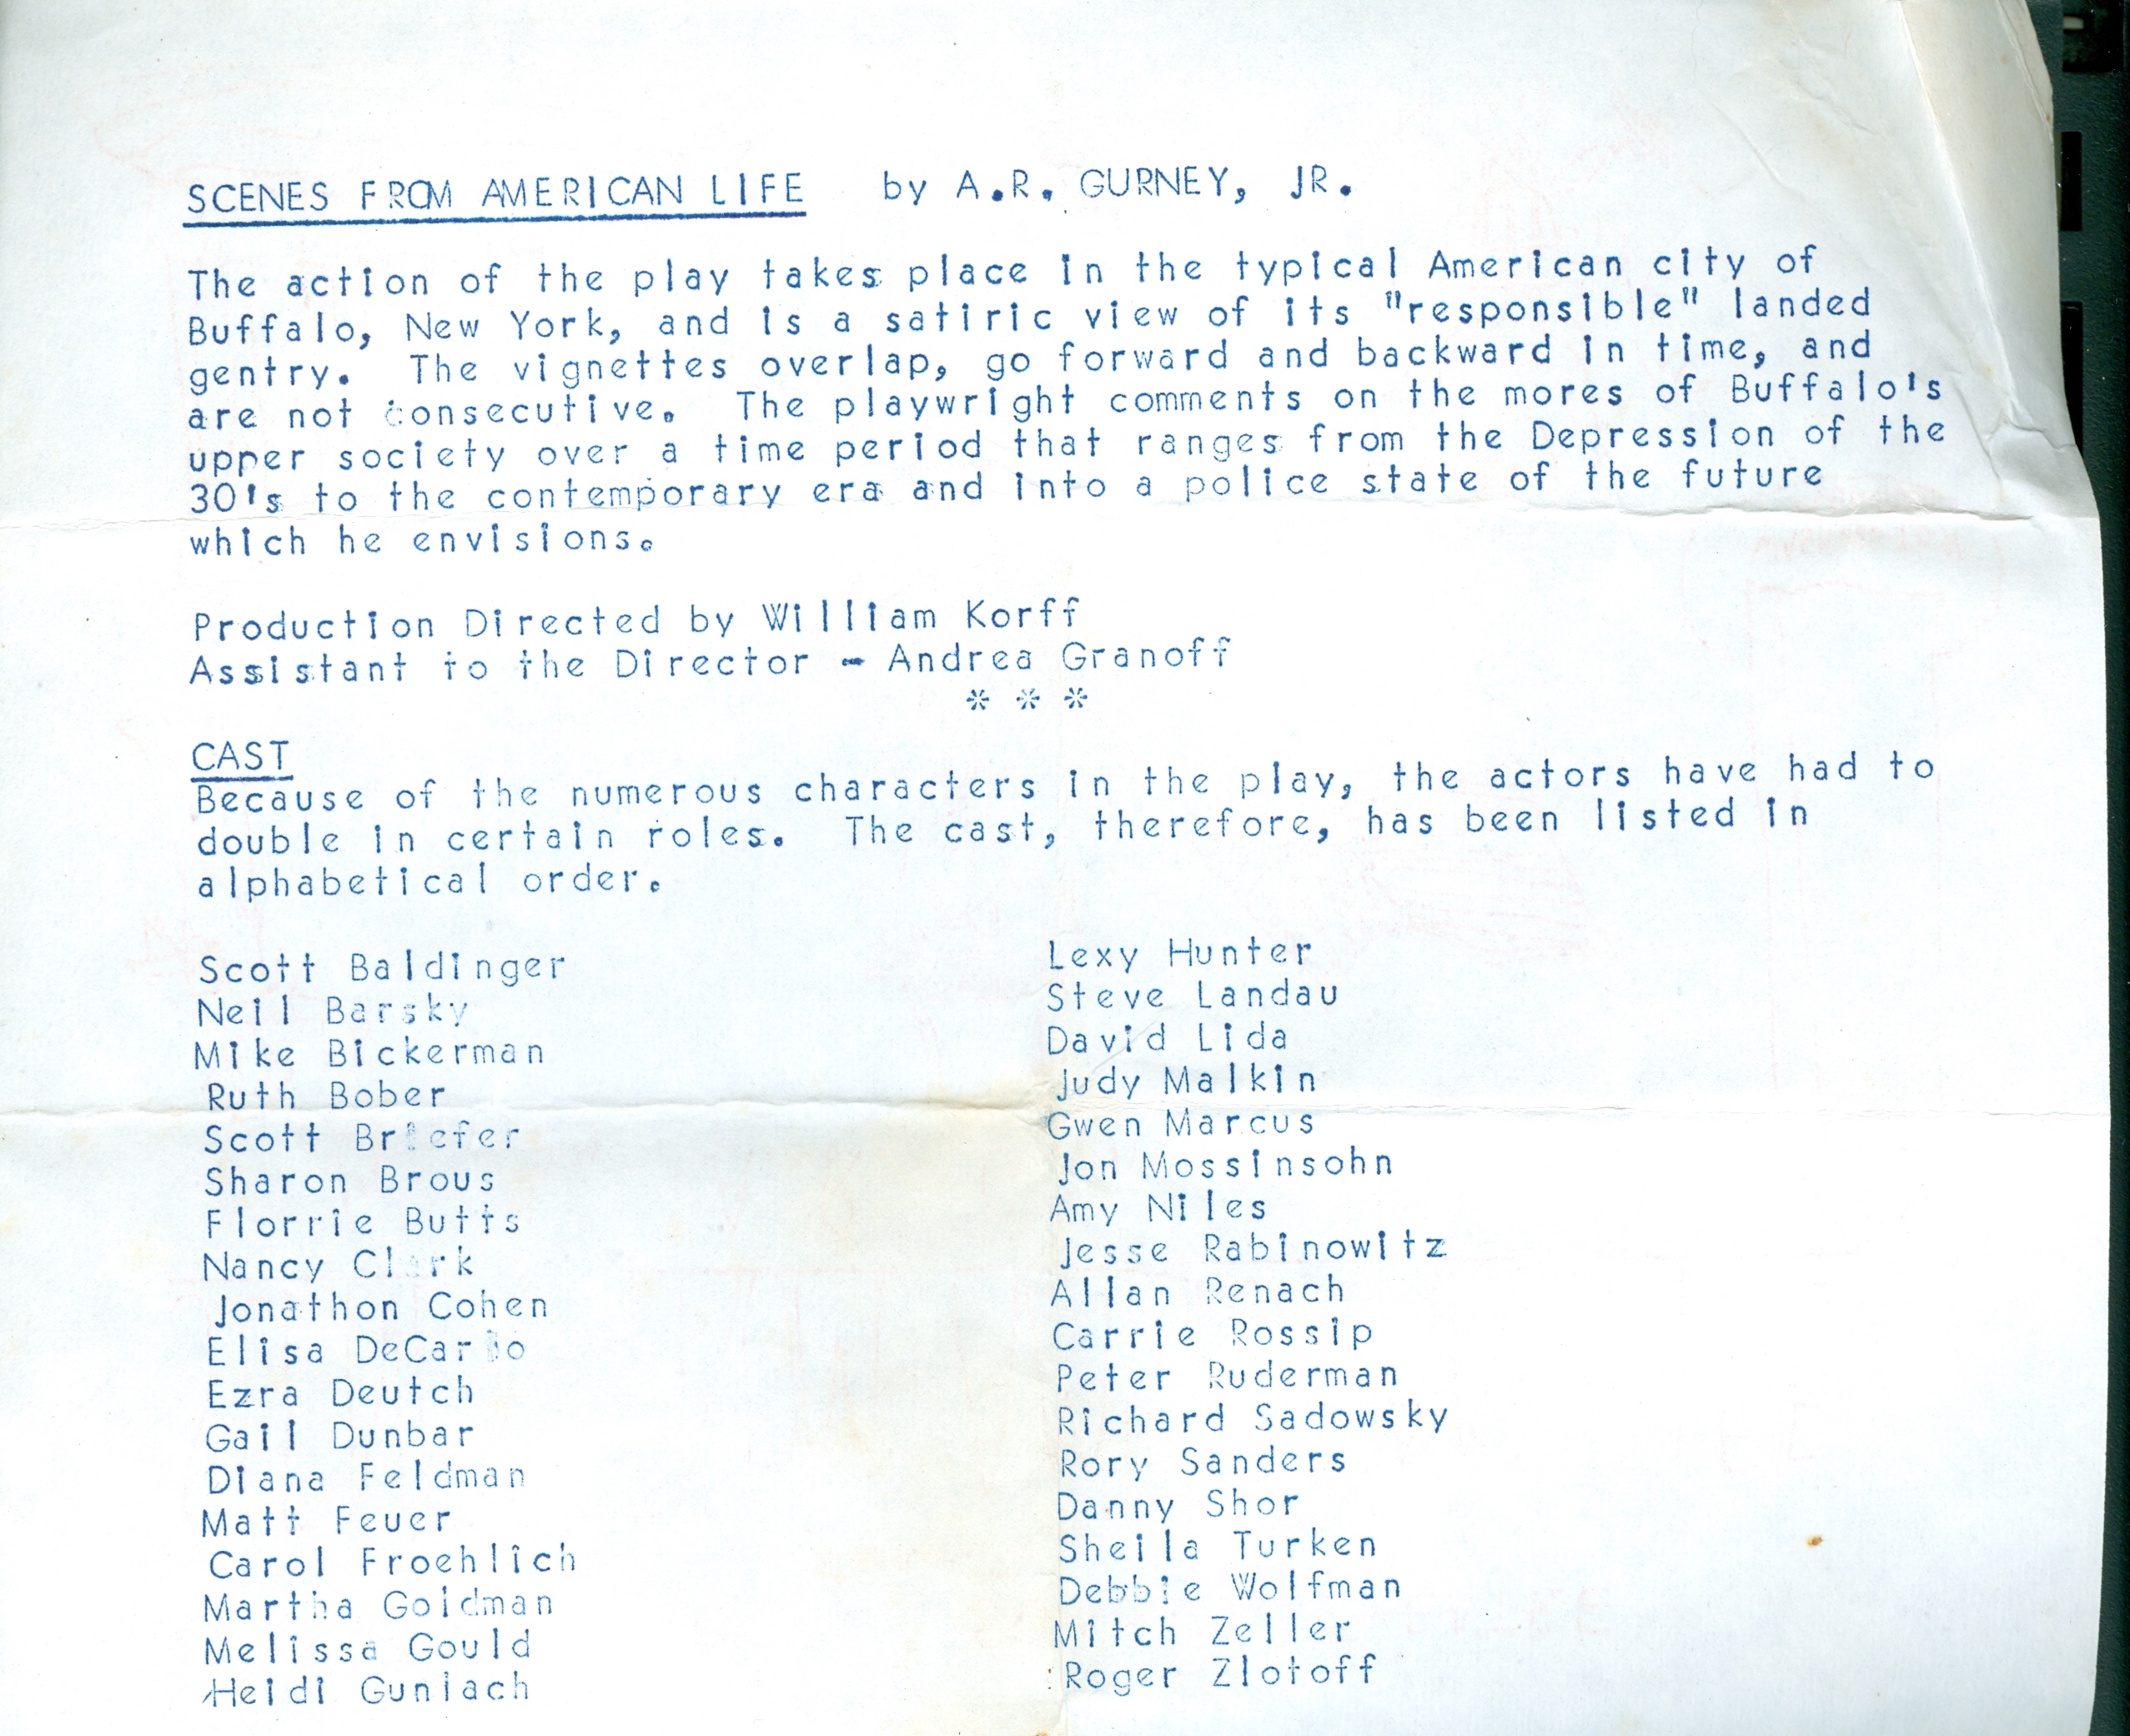 SCENES FROM AMERICAN LIFE by A.R. GURNEY, JR.
The action of the play takes place in the typical American city of
Buffalo, New York, and is a satiric view of its "responsible" landed
gentry. The vignettes overlap, go forward and backward in time, and
are not consecutive. The playwright comments on the mores of Buffalo's
upper society over a time period that ranges from the Depression of the
30's to the contemporary era and into a police state of the future
which he envisions.
Production Directed by William Korff
Assistant to the Director - Andrea Granoff
* * *
CAST
Because of the numerous characters in the play, the actors have had to
double in certain roles. The cast, therefore, has been listed in
alphabetical order.
Scott Baldinger
Neil Barsky
Mike Bickerman
Ruth Bober
Scott Briefer
Sharon Brous
Florrie Butts
Nancy Clark
Jonathon Cohen
Elisa DeCarlo
Ezra Deutch
Gail Dunbar
Diana Feldman
Matt Feuer
Carol Froehlich
Martha Goldman
Melissa Gould
Heidi Gunlach
Lexy Hunter
Steve Landau
David Lida
Judy Malkin
Gwen Marcus
Jon Mossinsohn
Amy Niles
Jesse Rabinowitz
Allan Renach
Carrie Rossip
Peter Ruderman
Richard Sadowsky
Rory Sanders
Danny Shor
Sheila Turken
Debbie Wolfman
Mitch Zeller
Roger Zlotoff